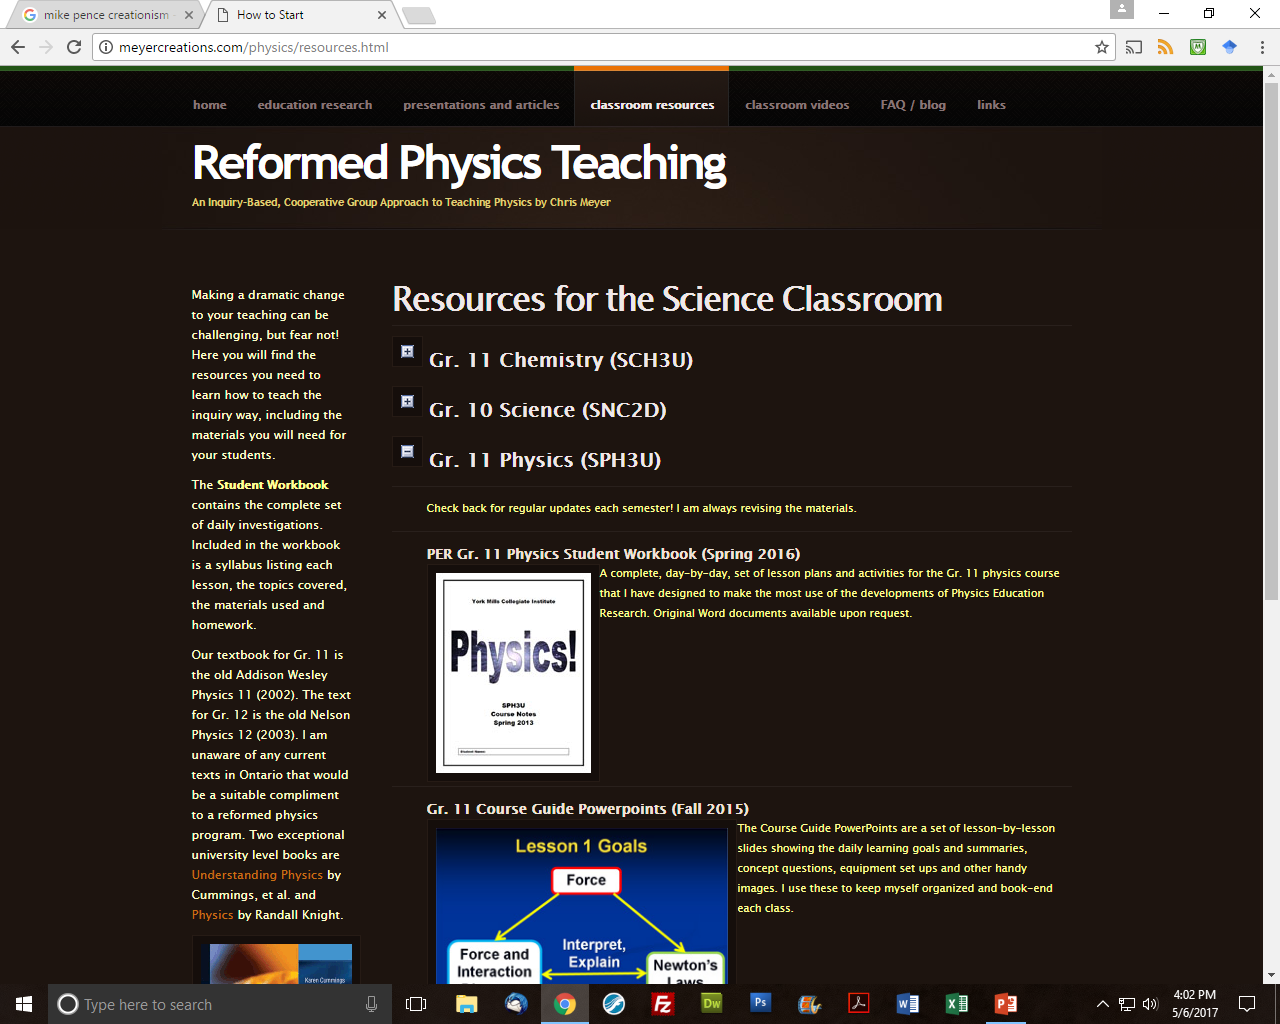 mike pence creationism
How to Start
meyercreations.com/physics/resources.html
home
education research
presentations and articles
classroom resources
classroom videos
FAQ / blog
links
Reformed Physics Teaching
An Inquiry-Based, Cooperative Group Approach to Teaching Physics by Chris Meyer
Making a dramatic change
to your teaching can be
challenging, but fear not!
Here you will find the
resources you need to
learn how to teach the
inquiry way, including the
materials you will need for
your students.
The Student Workbook
contains the complete set
of daily investigations.
Included in the workbook
is a syllabus listing each
lesson, the topics covered,
the materials used and
homework.
Our textbook for Gr. 11 is
the old Addison Wesley
Physics 11 (2002). The text
for Gr. 12 is the old Nelson
Physics 12 (2003). I am
unaware of any current
texts in Ontario that would
be a suitable compliment
to a reformed physics
program. Two exceptional
university level books are
Understanding Physics by
Cummings, et al. and
Physics by Randall Knight.
Karen Cummings
Resources for the Science Classroom
Gr. 11 Chemistry (SCH3U)
Gr. 10 Science (SNC2D)
Gr. 11 Physics (SPH3U)
Check back for regular updates each semester! I am always revising the materials.
PER Gr. 11 Physics Student Workbook (Spring 2016)
York Mills Collegiate Institute
Physics!
SPH3U
Course Notes
Spring 2013
Student Name:
A complete, day-by-day, set of lesson plans and activities for the Gr. 11 physics course
that I have designed to make the most use of the developments of Physics Education
Research. Original Word documents available upon request.
Gr. 11 Course Guide Powerpoints (Fall 2015)
Lesson 1 Goals
Force
Interpret,
Explain
Force and
Interaction
Newton's
Laws
The Course Guide PowerPoints are a set of lesson-by-lesson
slides showing the daily learning goals and summaries,
concept questions, equipment set ups and other handy
images. I use these to keep myself organized and book-end
each class.
Type here to search
Dw
Ps
4:02 PM
5/6/2017